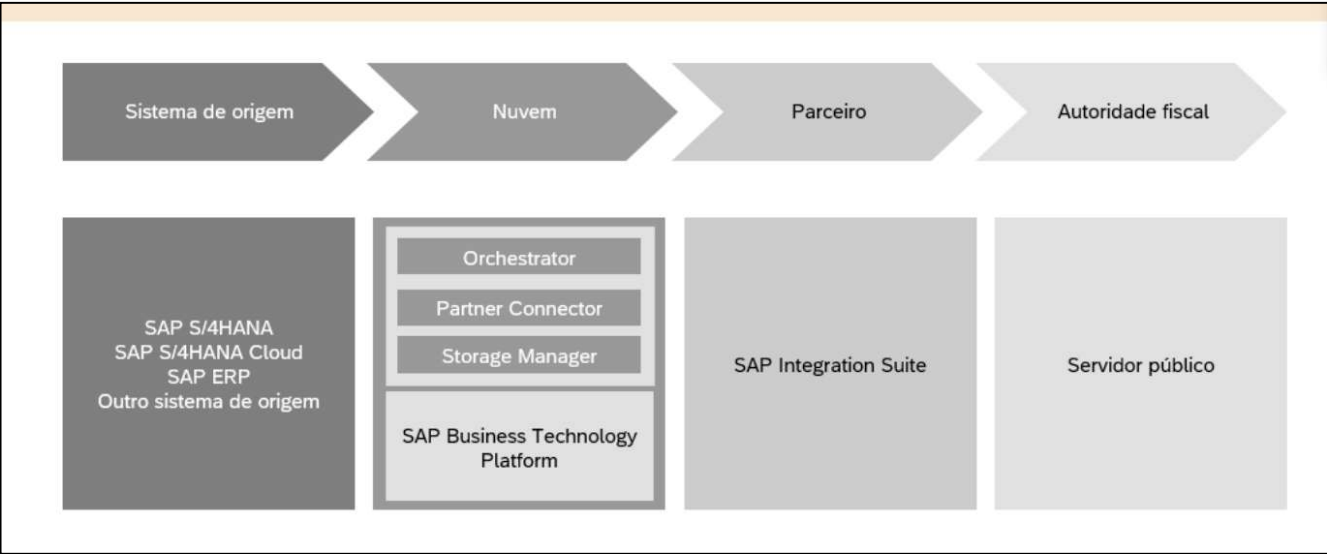 Sistema de origem
Nuvem
Parceiro
Autoridade fiscal
SAP S/4HANA
SAP S/4HANA Cloud
SAP ERP
Outro sistema de origem
Orchestrator
Partner Connector
Storage Manager
SAP Business Technology
Platform
SAP Integration Suite
Servidor público